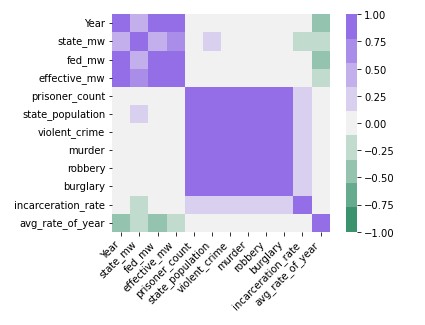 Year
state_mw
fed_mw
effective_mw
prisoner_count
state_population
violent_crime
murder
robbery
burglary
incarceration_rate
avg_rate_of_year
1.00
0.75
0.50
0.25
0.00
−0.25
−0.50
−0.75
−1.00
Year
state_mw
fed_mw
effective_mw
prisoner_count
state_population
violent_crime
murder
robbery
burglary
incarceration_rate
avg_rate_of_year